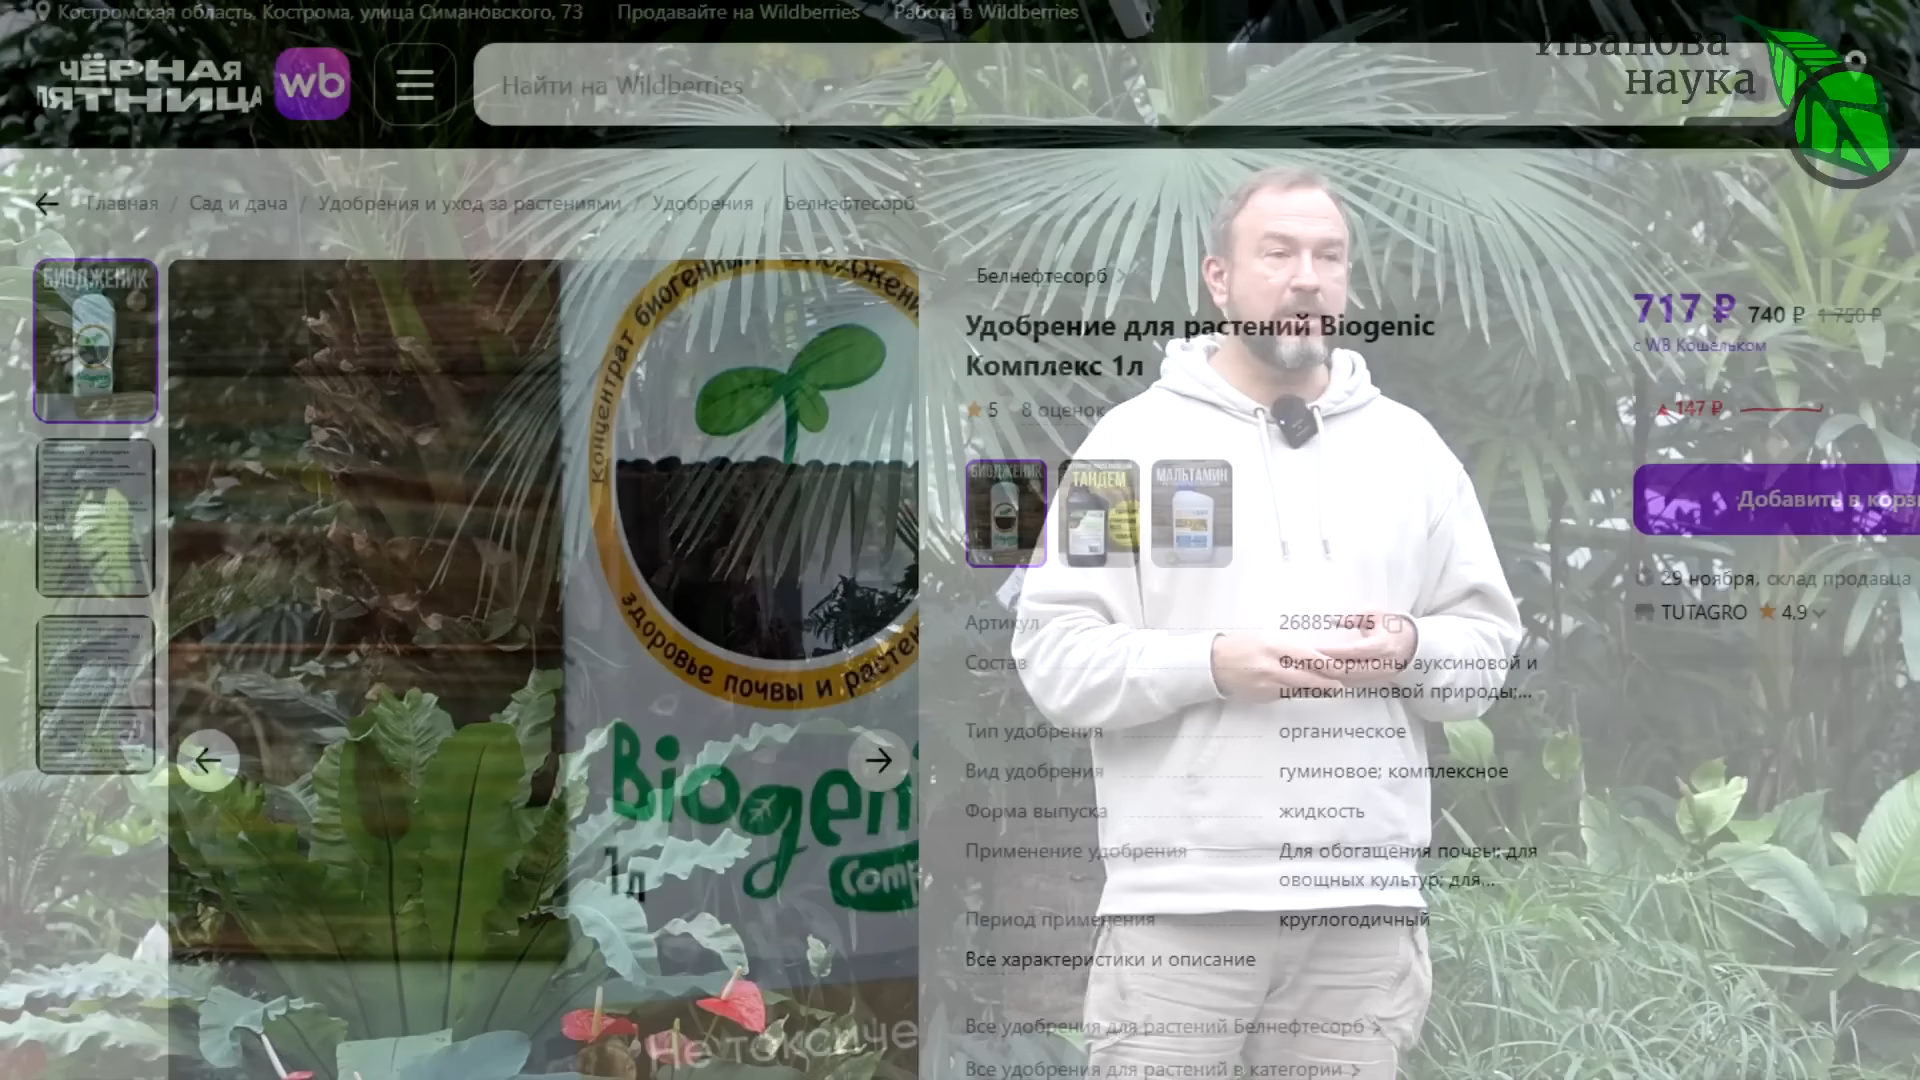 Костромская область, Кострома, улица Симановского, 73
Продавайте на Wildberries
Работа в Wildberries
Иванова
наука
ЧЁРНАЯ
ПЯТНИЦА
wb
Найти на Wildberries
Главная / Сад и дача / Удобрения и уход за растениями / Удобрения / Белнефтесорб
БИОДЖЕНИК
Концентрат биогенный
здоровье почвы и
Biogen
1л
Не
Белнефтесорб
Удобрение для растений Biogenic
Комплекс 1л
5 8 оценок
БИОДЖЕНИК
ТАНДЕМ
МАЛЬТАМИН
Артикул 268857675
Состав Фитогормоны ауксиновой и
цитокининовой природы;...
Тип удобрения органическое
Вид удобрения гуминовое; комплексное
Форма выпуска жидкость
Применение удобрения Для обогащения почвы; для
овощных культур; для...
Период применения круглогодичный
Все характеристики и описание
Все удобрения для растений Белнефтесорб
Все удобрения для растений в категории
717 ₽ 740 ₽ 1 750 ₽
с WB Кошельком
147 ₽
Добавить в
29 ноября, склад продавца
TUTAGRO 4.9